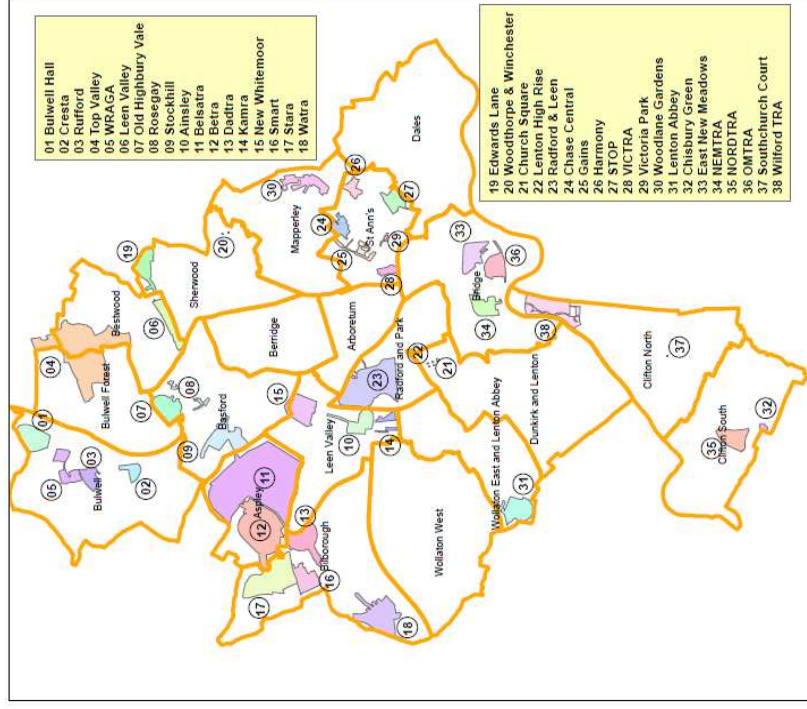 01 Bulwell Hall
02 Cresta
03 Rufford
04 Top Valley
05 WRAGA
06 Leen Valley
07 Old Highbury Vale
08 Rosegay
09 Stockhill
10 Ainsley
11 Belsatra
12 Betra
13 Dadtra
14 Kamra
15 New Whitemoor
16 Smart
17 Stara
18 Watra
19 Edwards Lane
20 Woodthorpe & Winchester
21 Church Square
22 Lenton High Rise
23 Radford & Leen
24 Chase Central
25 Gains
26 Harmony
27 STOP
28 VICTRA
29 Victoria Park
30 Woodlane Gardens
31 Lenton Abbey
32 Chisbury Green
33 East New Meadows
34 NEMTRA
35 NORDTRA
36 OMTRA
37 Southchurch Court
38 Wilford TRA
01
05
03
Bulwell
02
04
Bulwell Forest
Bestwood
19
06
Sherwood
20
07
08
09
Basford
Berridge
15
11
Aspley
12
13
17
16
Bilborough
18
10
Leen Valley
14
Arboretum
23
Radford and Park
22
21
Mapperley
30
24
25
St Ann's
26
27
28
29
Dales
33
Bridge
36
34
38
Wollaton West
Wollaton East and Lenton Abbey
31
Dunkirk and Lenton
Clifton North
37
35
Clifton South
32